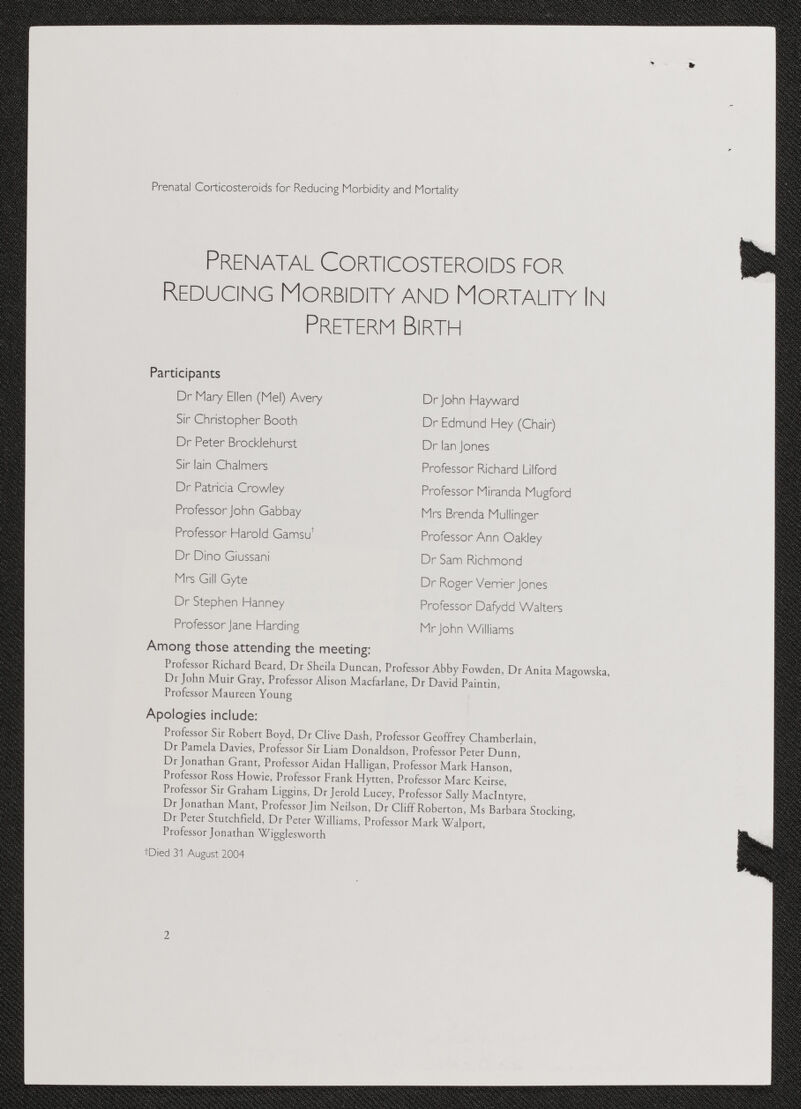 Prenatal Corticosteroids for Reducing Morbidity and Mortality
PRENATAL CORTICOSTEROIDS FOR
REDUCING MORBIDITY AND MORTALITY IN
PRETERM BIRTH
Participants
Dr Mary Ellen (Mel) Avery
Sir Christopher Booth
Dr Peter Brocklehurst
Sir Iain Chalmers
Dr Patricia Crowley
Professor John Gabbay
Professor Harold Gamsu†
Dr Dino Giussani
Mrs Gill Gyte
Dr Stephen Hanney
Professor Jane Harding
Dr John Hayward
Dr Edmund Hey (Chair)
Dr Ian Jones
Professor Richard Lilford
Professor Miranda Mugford
Mrs Brenda Mullinger
Professor Ann Oakley
Dr Sam Richmond
Dr Roger Verrier Jones
Professor Dafydd Walters
Mr John Williams
Among those attending the meeting:
Professor Richard Beard, Dr Sheila Duncan, Professor Abby Fowden, Dr Anita Magowska,
Dr John Muir Gray, Professor Alison Macfarlane, Dr David Paintin,
Professor Maureen Young
Apologies include:
Professor Sir Robert Boyd, Dr Clive Dash, Professor Geoffrey Chamberlain,
Dr Pamela Davies, Professor Sir Liam Donaldson, Professor Peter Dunn,
Dr Jonathan Grant, Professor Aidan Halligan, Professor Mark Hanson,
Professor Ross Howie, Professor Frank Hytten, Professor Marc Keirse,
Professor Sir Graham Liggins, Dr Jerold Lucey, Professor Sally MacIntyre,
Dr Jonathan Mant, Professor Jim Neilson, Dr Cliff Roberton, Ms Barbara Stocking,
Dr Peter Stutchfield, Dr Peter Williams, Professor Mark Walport,
Professor Jonathan Wigglesworth
†Died 31 August 2004
2